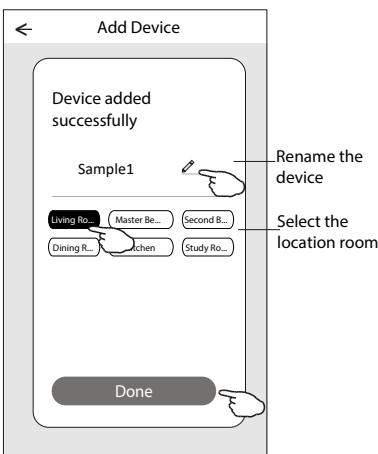 Add Device
Device added
successfully
Sample1
Rename the
device
Living Ro...
Master Be...
Second B...
Select the
location room
Dining R...
Study Ro...
Done